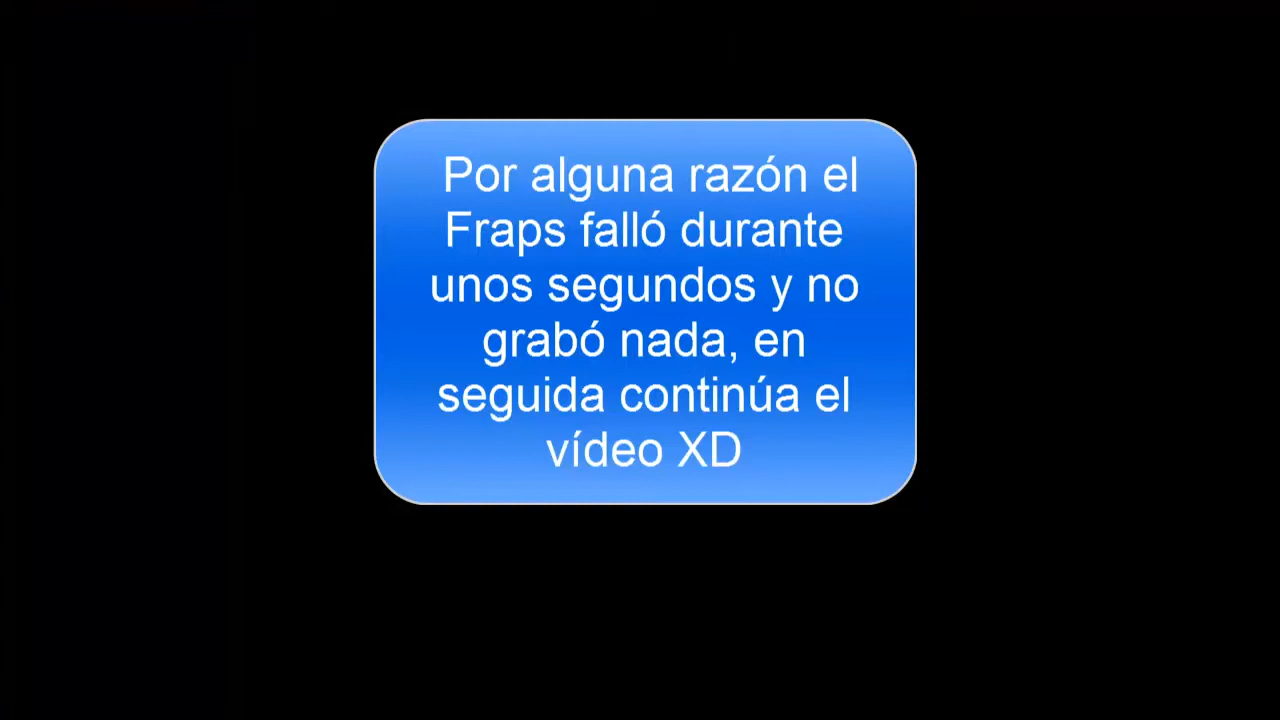 Por alguna razón el
Fraps falló durante
unos segundos y no
grabó nada, en
seguida continúa el
vídeo XD